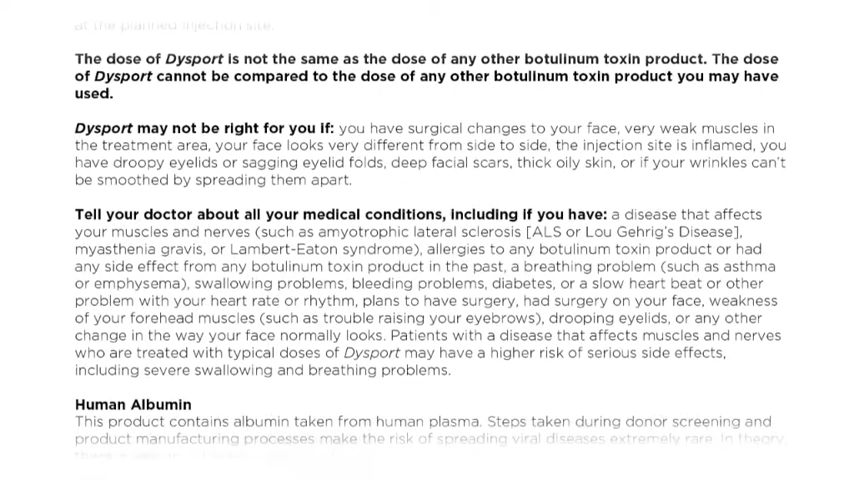 at the planned injection site.
The dose of Dysport is not the same as the dose of any other botulinum toxin product. The dose
of Dysport cannot be compared to the dose of any other botulinum toxin product you may have
used.
Dysport may not be right for you if: you have surgical changes to your face, very weak muscles in
the treatment area, your face looks very different from side to side, the injection site is inflamed, you
have droopy eyelids or sagging eyelid folds, deep facial scars, thick oily skin, or if your wrinkles can't
be smoothed by spreading them apart.
Tell your doctor about all your medical conditions, including if you have: a disease that affects
your muscles and nerves (such as amyotrophic lateral sclerosis [ALS or Lou Gehrig's Disease],
myasthenia gravis, or Lambert-Eaton syndrome), allergies to any botulinum toxin product or had
any side effect from any botulinum toxin product in the past, a breathing problem (such as asthma
or emphysema), swallowing problems, bleeding problems, diabetes, or a slow heart beat or other
problem with your heart rate or rhythm, plans to have surgery, had surgery on your face, weakness
of your forehead muscles (such as trouble raising your eyebrows), drooping eyelids, or any other
change in the way your face normally looks. Patients with a disease that affects muscles and nerves
who are treated with typical doses of Dysport may have a higher risk of serious side effects,
including severe swallowing and breathing problems.
Human Albumin
This product contains albumin taken from human plasma. Steps taken during donor screening and
product manufacturing processes make the risk of spreading viral diseases extremely rare. In theory,